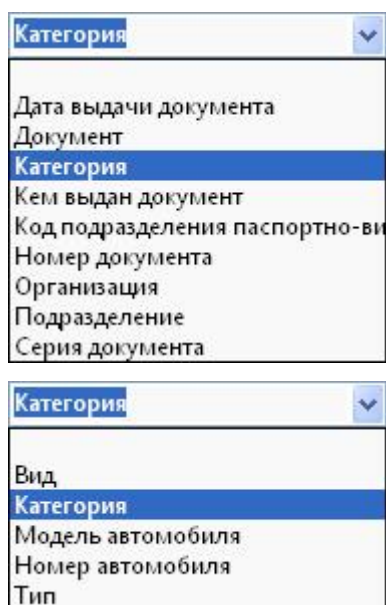 Категория
Дата выдачи документа
Документ
Категория
Кем выдан документ
Код подразделения паспортно-ви
Номер документа
Организация
Подразделение
Серия документа
Категория
Вид
Категория
Модель автомобиля
Номер автомобиля
Тип